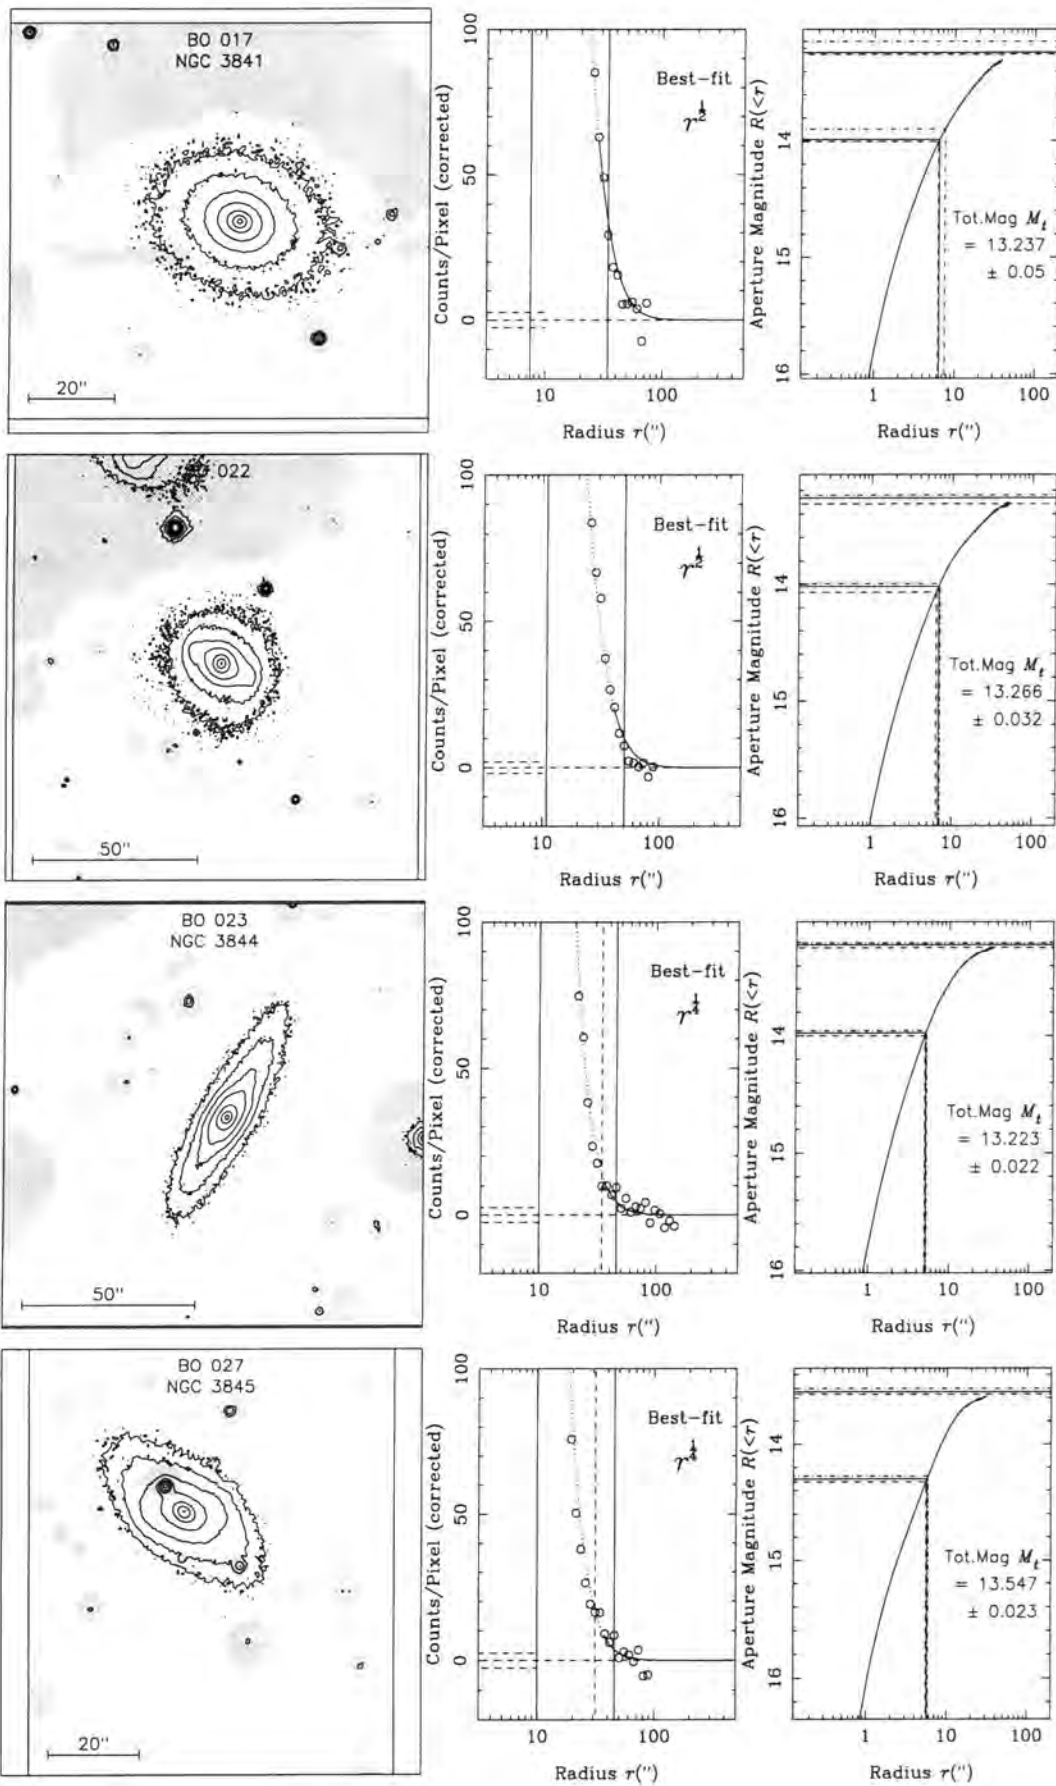 BO 017
NGC 3841
20"
Counts/Pixel (corrected)
100
50
0
Best-fit
r^1/2
10
100
Radius r(")
Aperture Magnitude R(<r)
14
15
16
Tot.Mag M_t
= 13.237
± 0.05
1
10
100
Radius r(")
022
50"
Counts/Pixel (corrected)
100
50
0
Best-fit
r^1/2
10
100
Radius r(")
Aperture Magnitude R(<r)
14
15
16
Tot.Mag M_t
= 13.266
± 0.032
1
10
100
Radius r(")
BO 023
NGC 3844
50"
Counts/Pixel (corrected)
100
50
0
Best-fit
r^1/4
10
100
Radius r(")
Aperture Magnitude R(<r)
14
15
16
Tot.Mag M_t
= 13.223
± 0.022
1
10
100
Radius r(")
BO 027
NGC 3845
20"
Counts/Pixel (corrected)
100
50
0
Best-fit
r^1/4
10
100
Radius r(")
Aperture Magnitude R(<r)
14
15
16
Tot.Mag M_t
= 13.547
± 0.023
1
10
100
Radius r(")